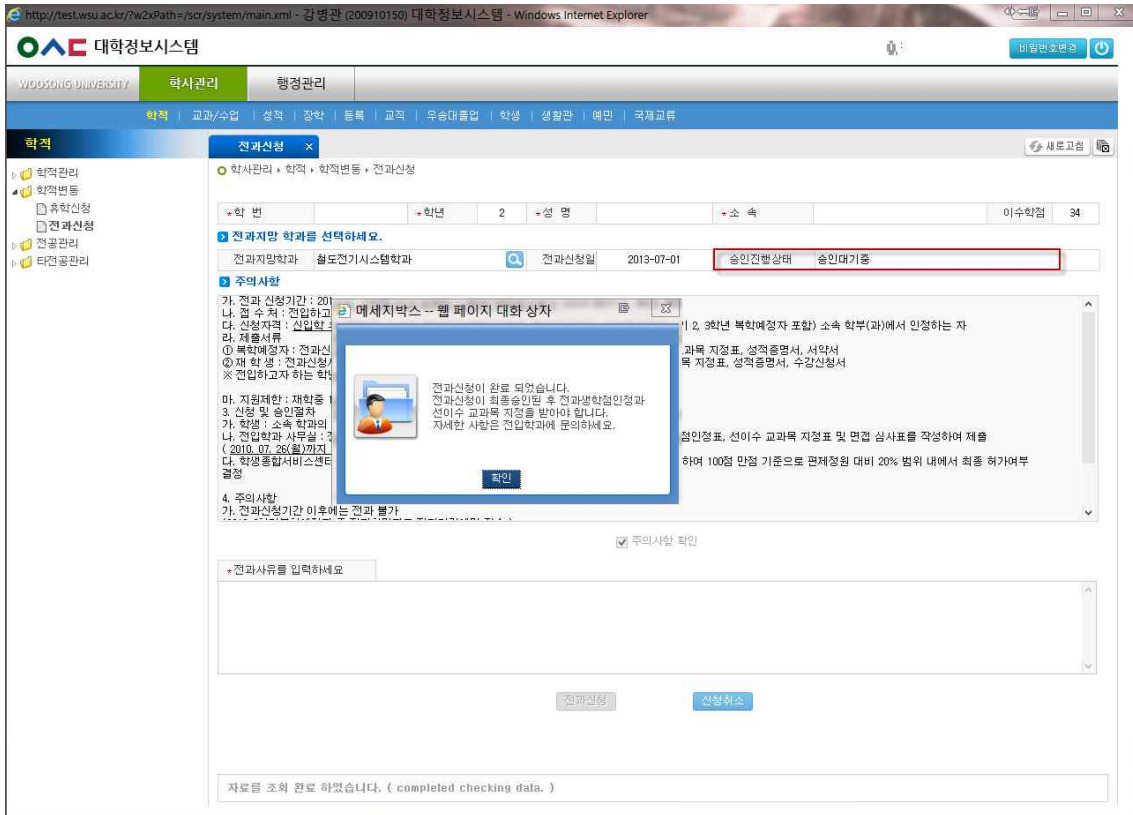 http://test.wsu.ac.kr/?w2xPath=/scr/system/main.xml - 강병관 (200910150) 대학정보시스템 - Windows Internet Explorer
대학정보시스템
비밀번호변경
WOOSONG UNIVERSITY 학사관리 행정관리
학적 | 교과/수업 | 성적 | 장학 | 등록 | 교직 | 우송대졸업 | 학생 | 생활관 | 예민 | 국제교류
학적
전과신청 ×
새로고침
학적관리
학적변동
휴학신청
전과신청
전공관리
타전공관리
학사관리 › 학적 › 학적변동 › 전과신청
*학 번 *학년 2 *성 명 *소 속 이수학점 34
전과지망 학과를 선택하세요.
전과지망학과 철도전기시스템학과 전과신청일 2013-07-01 승인진행상태 승인대기중
주의사항
가. 전과 신청기간 : 201
나. 접 수 처 : 전입하고
다. 신청자격 : 신입학 기 2, 3학년 복학예정자 포함) 소속 학부(과)에서 인정하는 자
라. 제출서류
① 복학예정자 : 전과신 교과목 지정표, 성적증명서, 서약서
② 재 학 생 : 전과신청 목 지정표, 성적증명서, 수강신청서
※ 전입하고자 하는 학
마. 지원제한 : 재학중 1
3. 신청 및 승인절차
가. 학생 : 소속 학과의
나. 전입학과 사무실 : 점인정표, 선이수 교과목 지정표 및 면접 심사표를 작성하여 제출
( 2010. 07. 26(월)까지
다. 학생종합서비스센터 하여 100점 만점 기준으로 편제정원 대비 20% 범위 내에서 최종 허가여부
결정
4. 주의사항
가. 전과신청기간 이후에는 전과 불가
메세지박스 -- 웹 페이지 대화 상자
전과신청이 완료 되었습니다.
전과신청이 최종승인된 후 전과생학점인정과
선이수 교과목 지정을 받아야 합니다.
자세한 사항은 전입학과에 문의하세요.
확인
주의사항 확인
*전과사유를 입력하세요
전과신청 신청취소
자료를 조회 완료 하였습니다. ( completed checking data. )